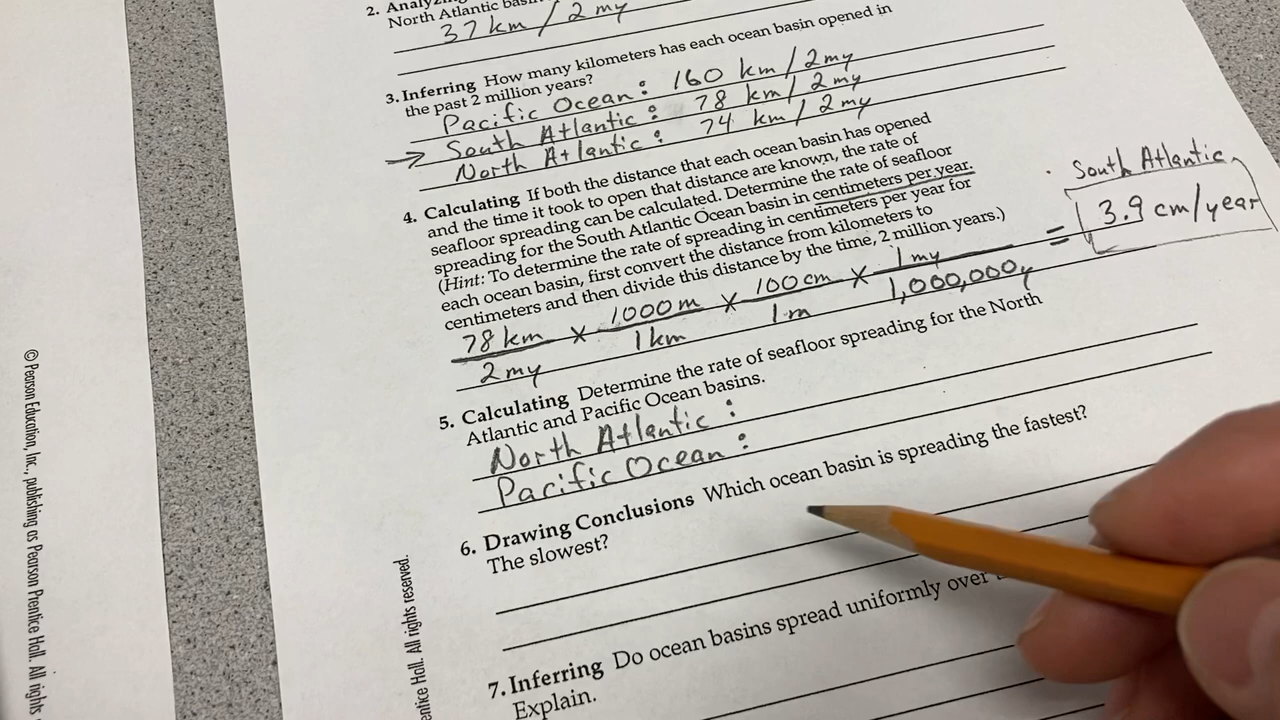 2. Analyzing
North Atlantic basin
37 km / 2 my
3. Inferring How many kilometers has each ocean basin opened in
the past 2 million years?
Pacific Ocean: 160 km / 2my
South Atlantic: 78 km / 2 my
→ North Atlantic: 74 km / 2 my
4. Calculating If both the distance that each ocean basin has opened
and the time it took to open that distance are known, the rate of
seafloor spreading can be calculated. Determine the rate of seafloor
spreading for the South Atlantic Ocean basin in centimeters per year.
(Hint: To determine the rate of spreading in centimeters per year for
each ocean basin, first convert the distance from kilometers to
centimeters and then divide this distance by the time, 2 million years.)
78 km × 1000 m × 100 cm × 1 my
2 my 1 km 1 m 1,000,000y
= 3.9 cm/year
South Atlantic
5. Calculating Determine the rate of seafloor spreading for the North
Atlantic and Pacific Ocean basins.
North Atlantic:
Pacific Ocean:
6. Drawing Conclusions Which ocean basin is spreading the fastest?
The slowest?
7. Inferring Do ocean basins spread uniformly over
Explain.
© Pearson Education, Inc., publishing as Pearson Prentice Hall. All rights
entice Hall. All rights reserved.